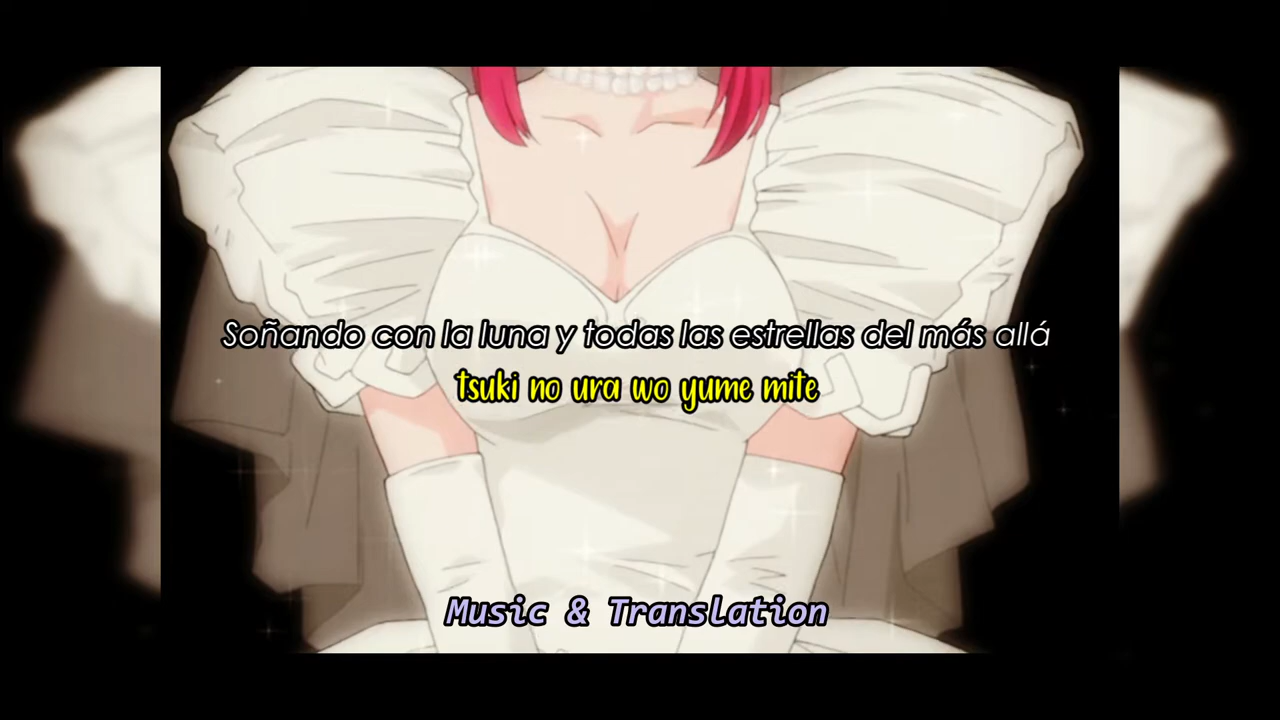 Soñando con la luna y todas las estrellas del más allá
tsuki no ura wo yume mite
Music & Translation